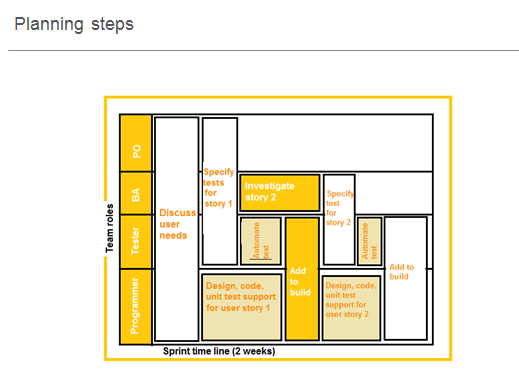 Planning steps
Team roles
PO
BA
Tester
Programmer
Discuss
user
needs
Specify
tests
for
story 1
Investigate
story 2
Automate
test
Design, code,
unit test support
for user story 1
Add
to
build
Specify
test
for
story 2
Automate
test
Design, code,
unit test
support for
user story 2
Add to
build
Sprint time line (2 weeks)